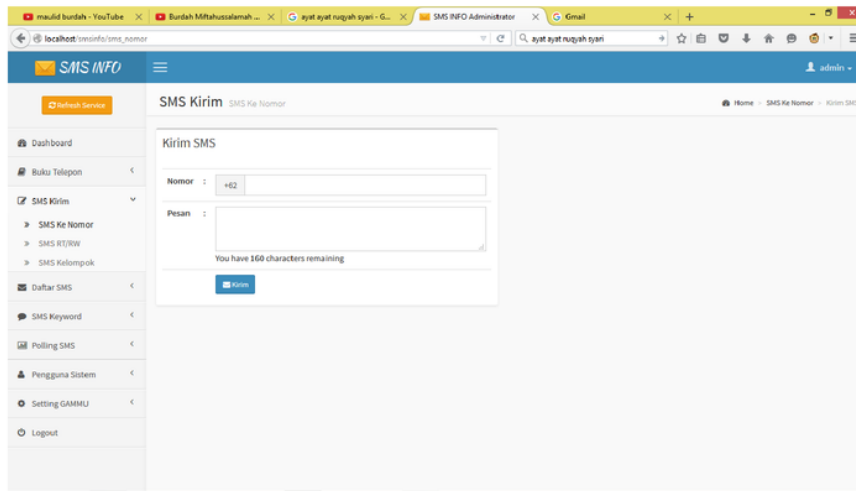 maulid burdah - YouTube
Burdah Miftahussalamah ...
ayat ayat ruqyah syari - G...
SMS INFO Administrator
Gmail
localhost/smsinfo/sms_nomor
ayat ayat ruqyah syari
SMS INFO
admin
Refresh Service
SMS Kirim SMS Ke Nomor
Home > SMS Ke Nomor > Kirim SMS
Dashboard
Buku Telepon
SMS Kirim
SMS Ke Nomor
SMS RT/RW
SMS Kelompok
Daftar SMS
SMS Keyword
Polling SMS
Pengguna Sistem
Setting GAMMU
Logout
Kirim SMS
Nomor : +62
Pesan :
You have 160 characters remaining
Kirim